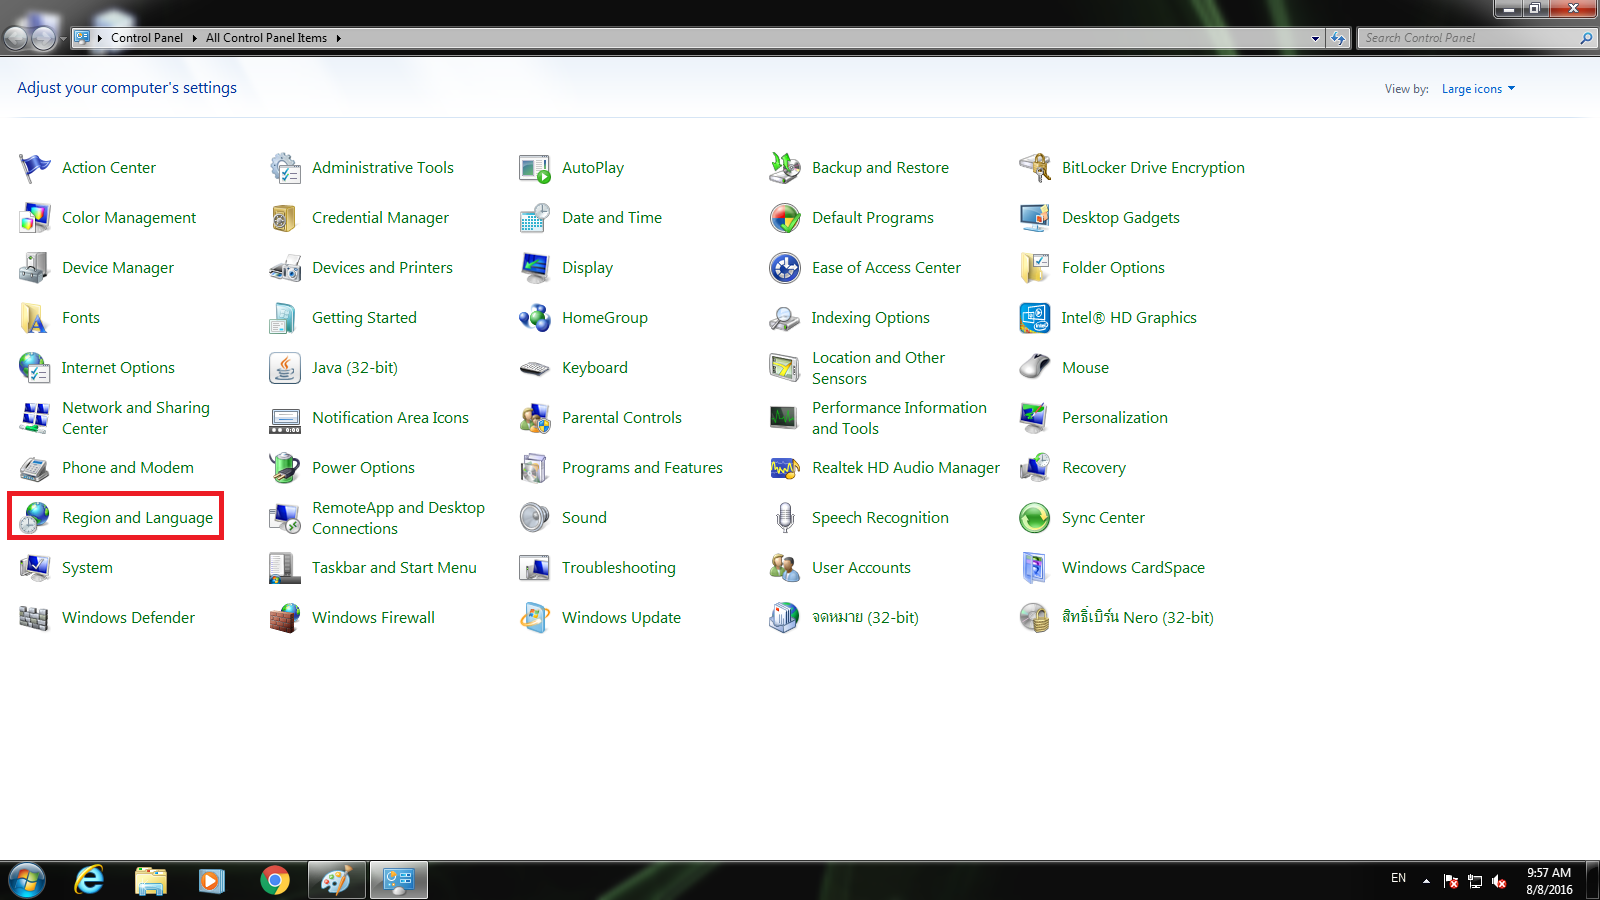 Control Panel
All Control Panel Items
Search Control Panel
Adjust your computer's settings
View by:
Large icons
Action Center
Administrative Tools
AutoPlay
Backup and Restore
BitLocker Drive Encryption
Color Management
Credential Manager
Date and Time
Default Programs
Desktop Gadgets
Device Manager
Devices and Printers
Display
Ease of Access Center
Folder Options
Fonts
Getting Started
HomeGroup
Indexing Options
Intel® HD Graphics
Internet Options
Java (32-bit)
Keyboard
Location and Other
Sensors
Mouse
Network and Sharing
Center
Notification Area Icons
Parental Controls
Performance Information
and Tools
Personalization
Phone and Modem
Power Options
Programs and Features
Realtek HD Audio Manager
Recovery
Region and Language
RemoteApp and Desktop
Connections
Sound
Speech Recognition
Sync Center
System
Taskbar and Start Menu
Troubleshooting
User Accounts
Windows CardSpace
Windows Defender
Windows Firewall
Windows Update
จดหมาย (32-bit)
สิทธิ์เบิร์น Nero (32-bit)
EN
9:57 AM
8/8/2016